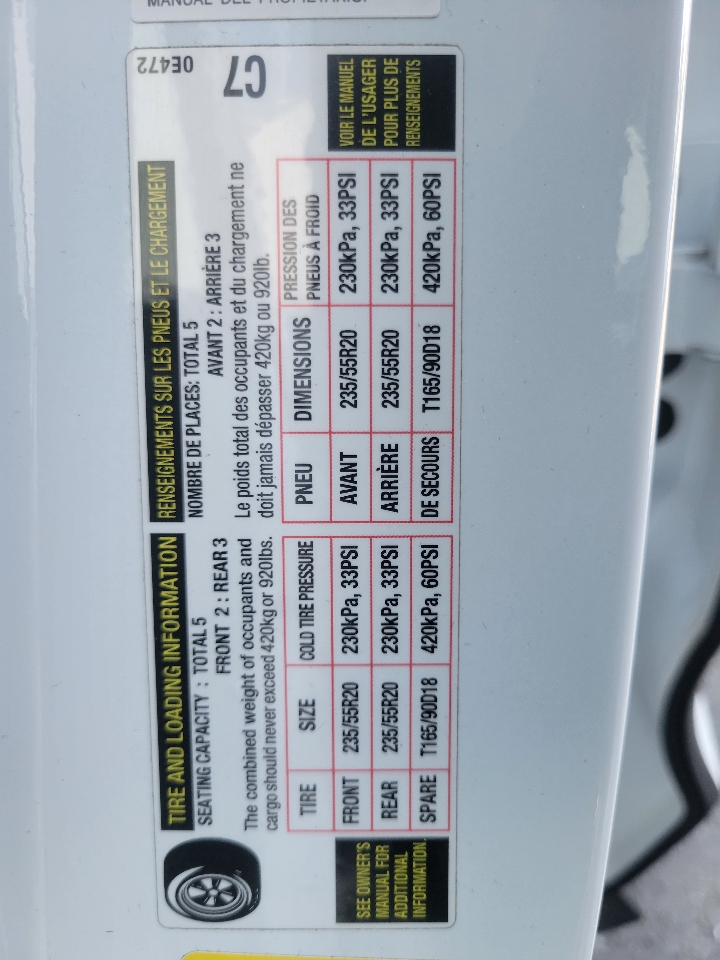 MANUAL DEL PROPIETARIO.
TIRE AND LOADING INFORMATION
SEATING CAPACITY : TOTAL 5
FRONT 2 : REAR 3
The combined weight of occupants and
cargo should never exceed 420kg or 920lbs.
TIRE SIZE COLD TIRE PRESSURE
FRONT 235/55R20 230kPa, 33PSI
REAR 235/55R20 230kPa, 33PSI
SPARE T165/90D18 420kPa, 60PSI
SEE OWNER'S
MANUAL FOR
ADDITIONAL
INFORMATION.
RENSEIGNEMENTS SUR LES PNEUS ET LE CHARGEMENT
NOMBRE DE PLACES: TOTAL 5
AVANT 2 : ARRIÈRE 3
Le poids total des occupants et du chargement ne
doit jamais dépasser 420kg ou 920lb.
PNEU DIMENSIONS PRESSION DES
PNEUS À FROID
AVANT 235/55R20 230kPa, 33PSI
ARRIÈRE 235/55R20 230kPa, 33PSI
DE SECOURS T165/90D18 420kPa, 60PSI
VOIR LE MANUEL
DE L'USAGER
POUR PLUS DE
RENSEIGNEMENTS
0E472
C7